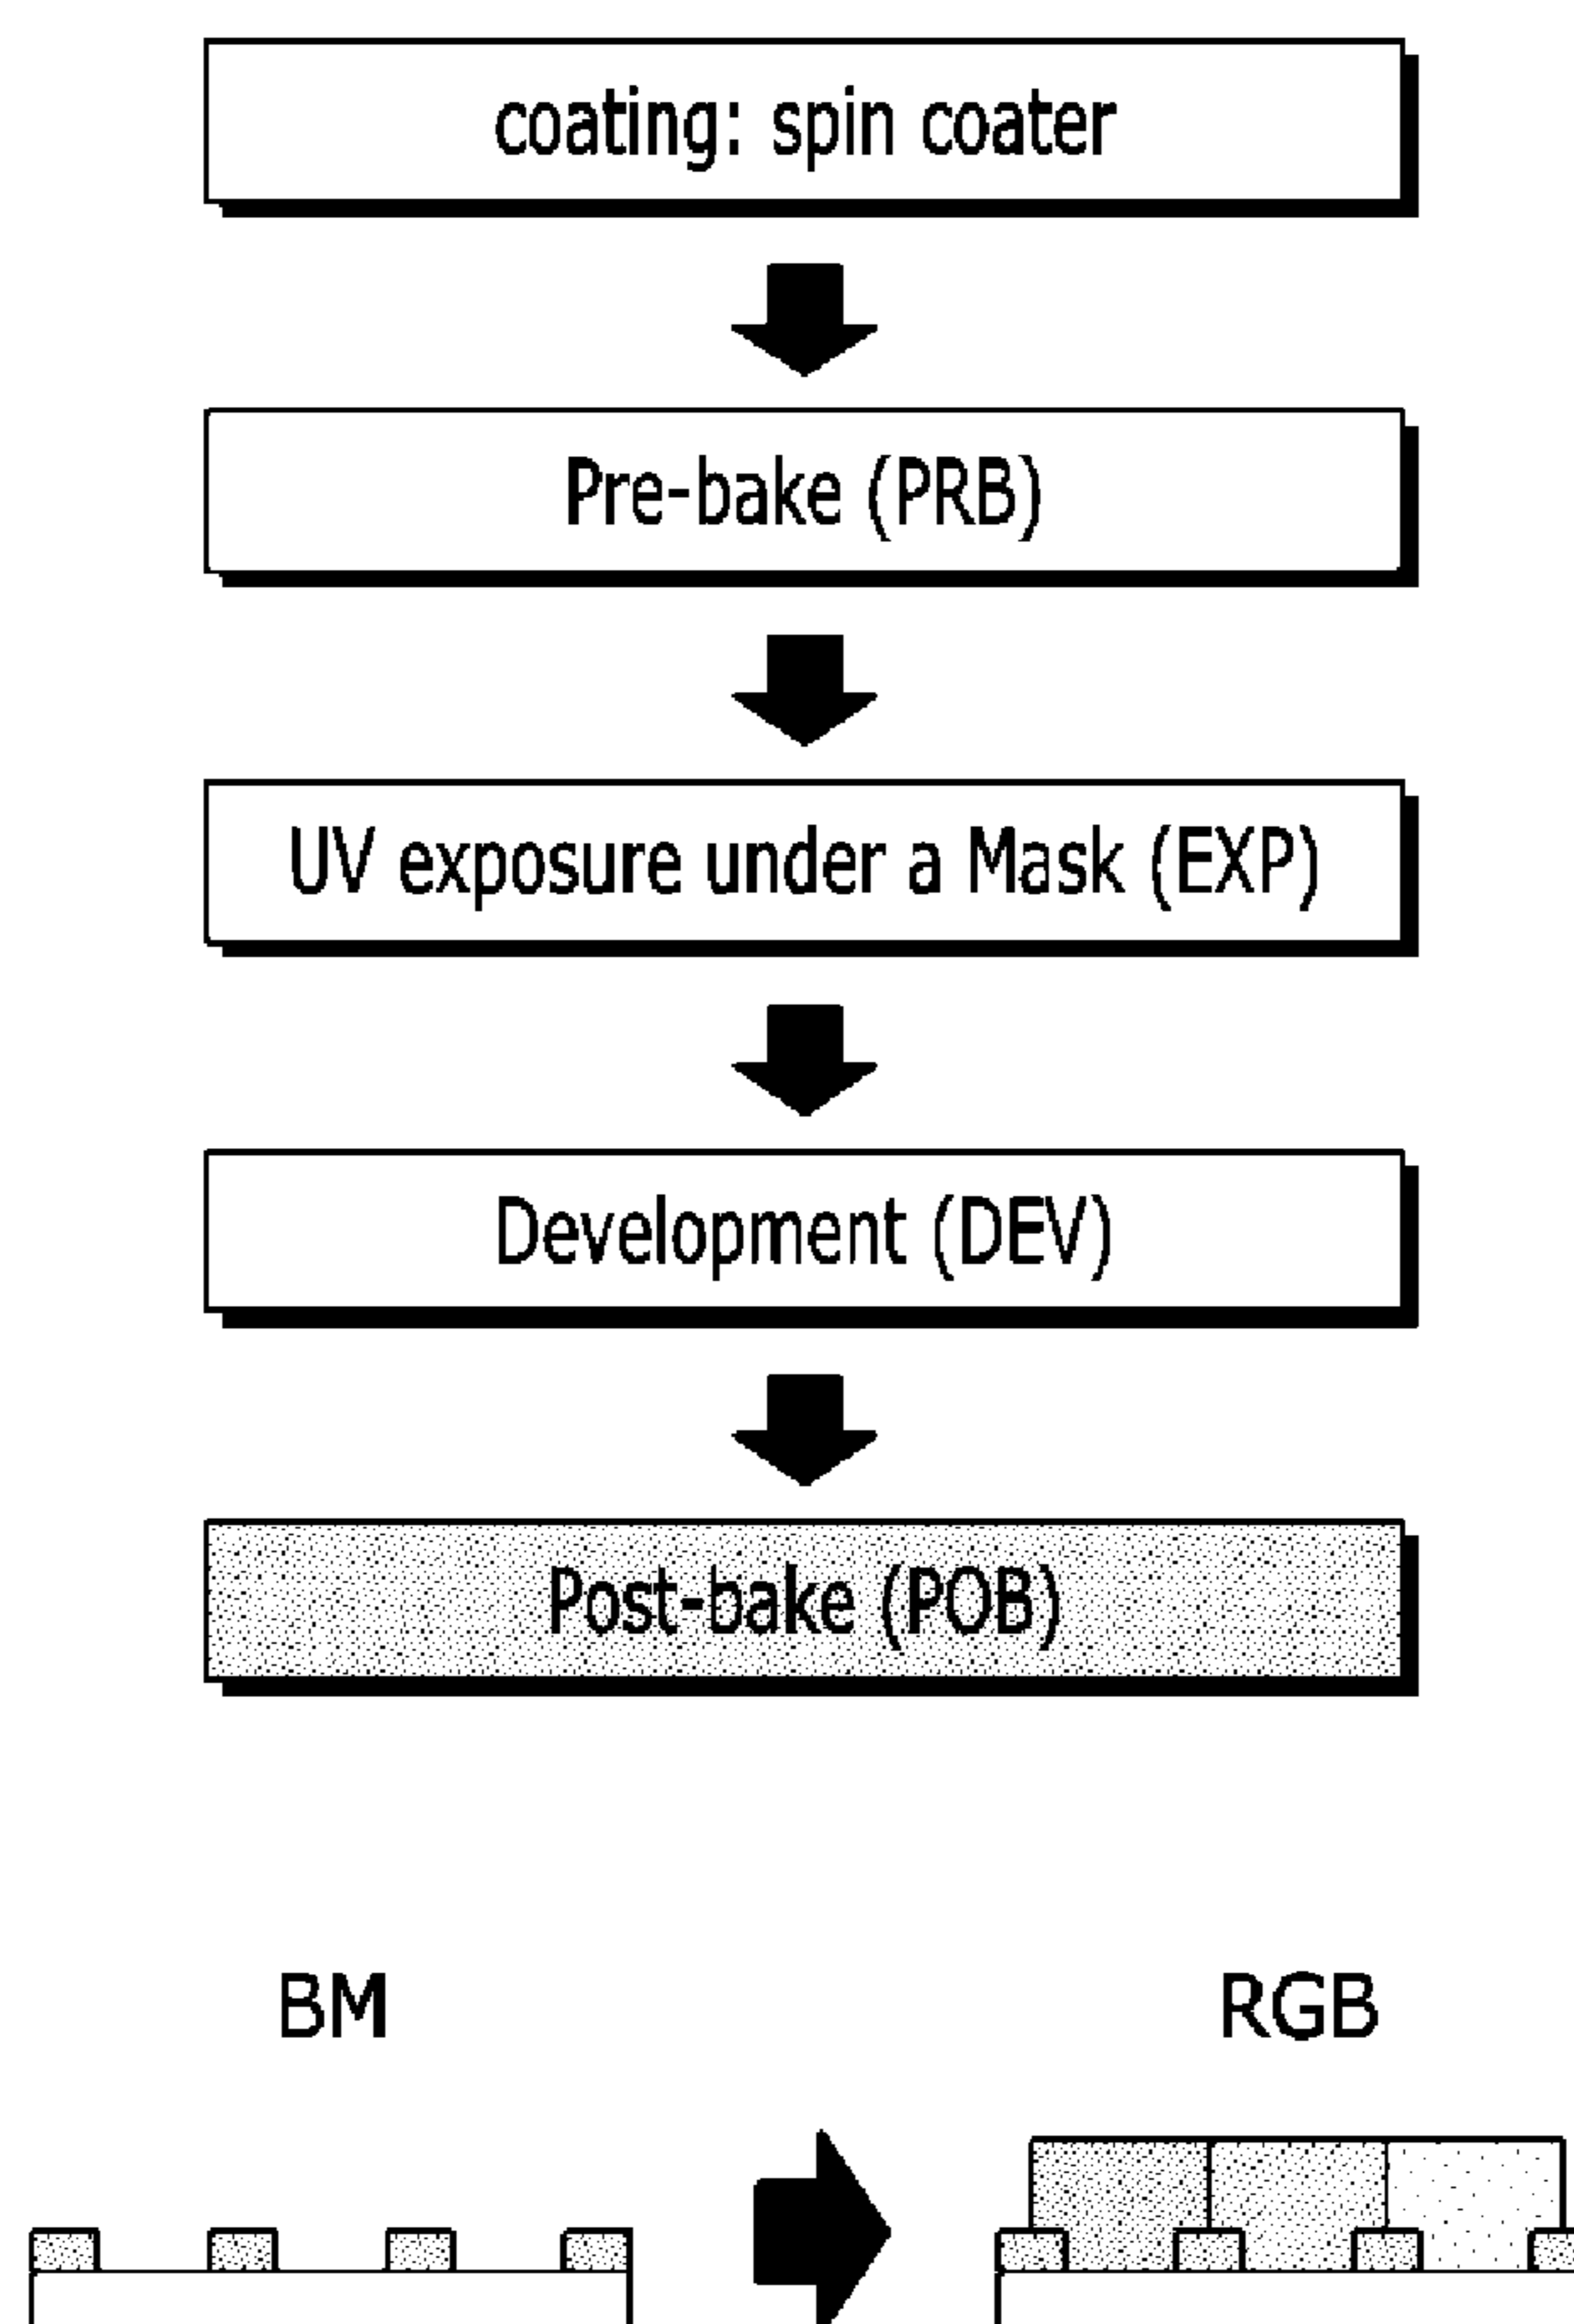 coating: spin coater
Pre-bake (PRB)
UV exposure under a Mask (EXP)
Development (DEV)
Post-bake (POB)
BM
RGB